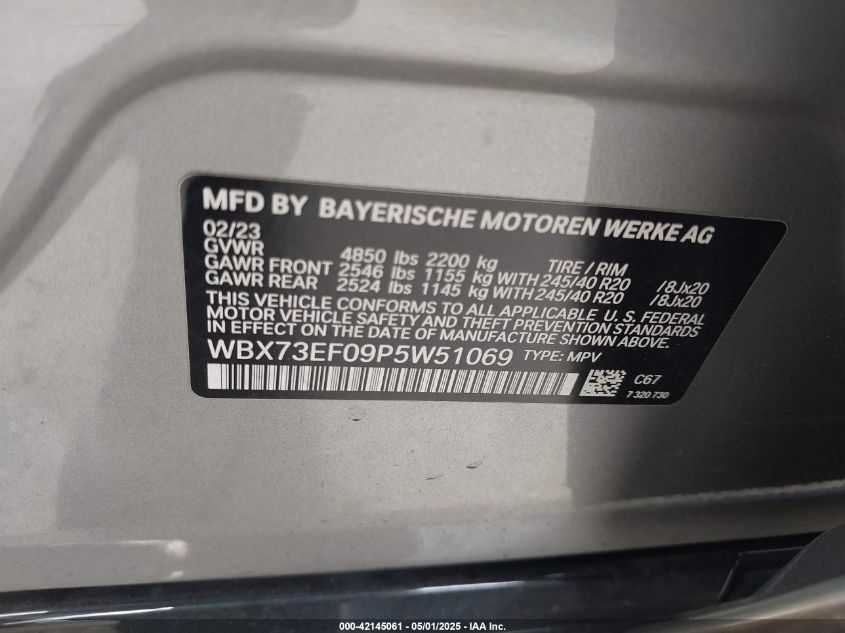 MFD BY BAYERISCHE MOTOREN WERKE AG
02/23
GVWR 4850 lbs 2200 kg TIRE / RIM
GAWR FRONT 2546 lbs 1155 kg WITH 245/40 R20 /8Jx20
GAWR REAR 2524 lbs 1145 kg WITH 245/40 R20 /8Jx20
THIS VEHICLE CONFORMS TO ALL APPLICABLE U. S. FEDERAL
MOTOR VEHICLE SAFETY AND THEFT PREVENTION STANDARDS
IN EFFECT ON THE DATE OF MANUFACTURE SHOWN ABOVE.
WBX73EF09P5W51069 TYPE: MPV
C67
7 320 730
000-42145061 - 05/01/2025 - IAA Inc.